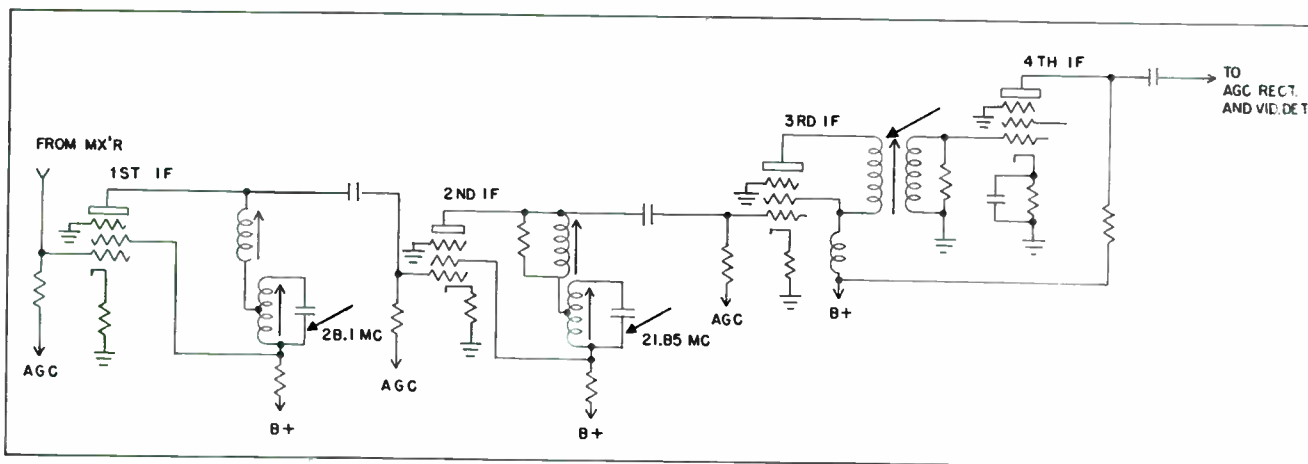 FROM MX'R
1ST IF
AGC
28.1 MC
B+
2ND IF
AGC
21.85 MC
B+
3RD IF
AGC
B+
4TH IF
TO
AGC RECT.
AND VID. DET.